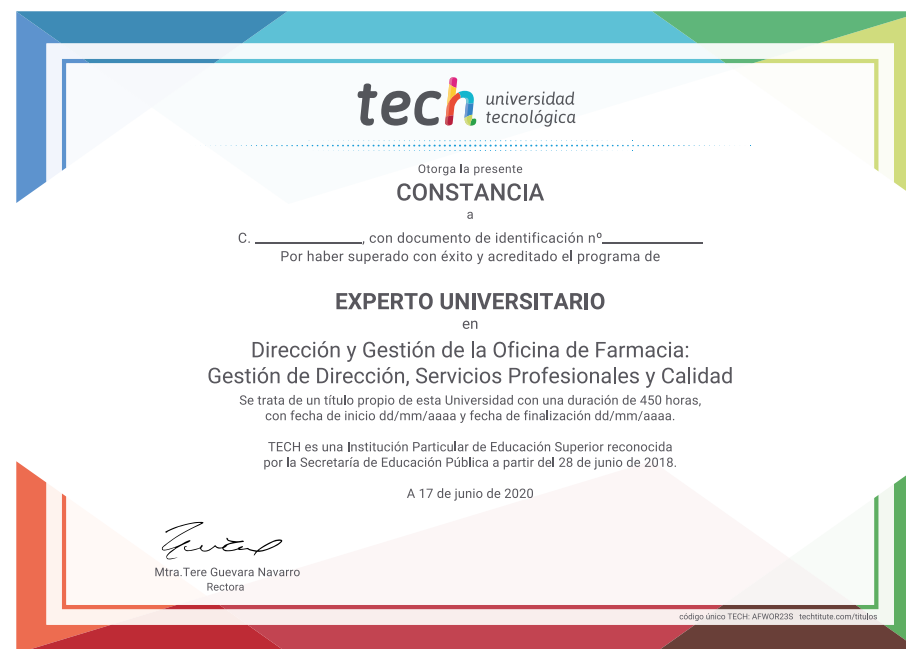 tech universidad
tecnológica
Otorga la presente
CONSTANCIA
a
C. ____________, con documento de identificación nº____________
Por haber superado con éxito y acreditado el programa de
EXPERTO UNIVERSITARIO
en
Dirección y Gestión de la Oficina de Farmacia:
Gestión de Dirección, Servicios Profesionales y Calidad
Se trata de un título propio de esta Universidad con una duración de 450 horas,
con fecha de inicio dd/mm/aaaa y fecha de finalización dd/mm/aaaa.
TECH es una Institución Particular de Educación Superior reconocida
por la Secretaría de Educación Pública a partir del 28 de junio de 2018.
A 17 de junio de 2020
Mtra.Tere Guevara Navarro
Rectora
código único TECH: AFWOR23S techtitute.com/titulos